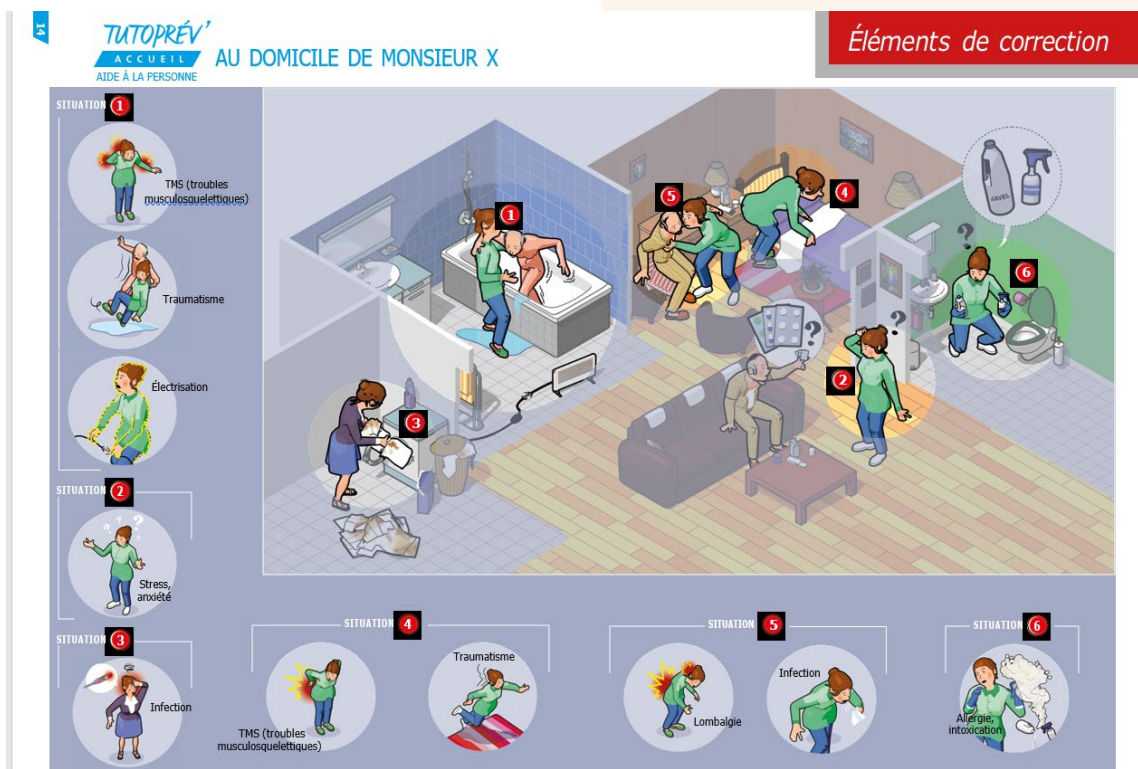 14
TUTOPRÉV'
ACCUEIL
AIDE À LA PERSONNE
AU DOMICILE DE MONSIEUR X
Éléments de correction
SITUATION 1
TMS (troubles
musculosquelettiques)
Traumatisme
Électrisation
SITUATION 2
? ? ?
Stress,
anxiété
SITUATION 3
Infection
1
5
4
JAVEL
?
6
?
?
2
3
SITUATION 4
TMS (troubles
musculosquelettiques)
Traumatisme
SITUATION 5
Lombalgie
Infection
SITUATION 6
Allergie,
intoxication